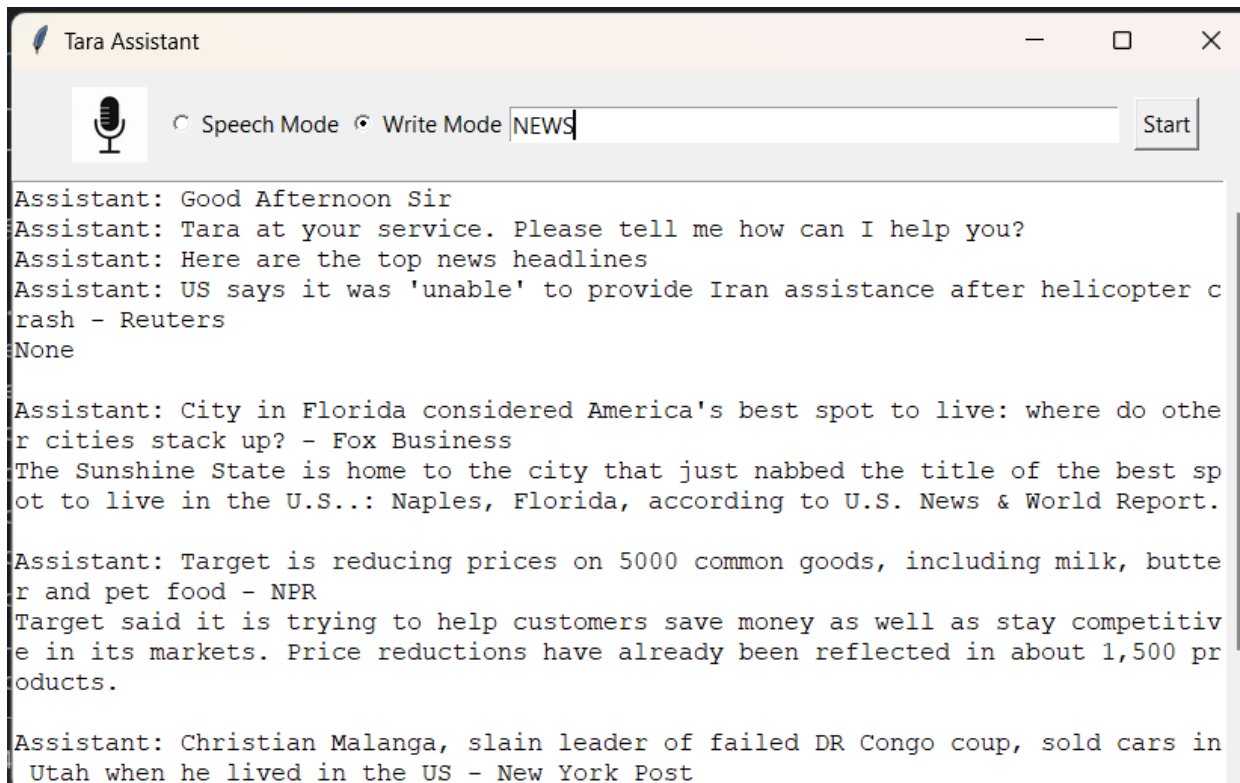 Tara Assistant
Speech Mode Write Mode NEWS Start
Assistant: Good Afternoon Sir
Assistant: Tara at your service. Please tell me how can I help you?
Assistant: Here are the top news headlines
Assistant: US says it was 'unable' to provide Iran assistance after helicopter c
rash - Reuters
None
Assistant: City in Florida considered America's best spot to live: where do othe
r cities stack up? - Fox Business
The Sunshine State is home to the city that just nabbed the title of the best sp
ot to live in the U.S..: Naples, Florida, according to U.S. News & World Report.
Assistant: Target is reducing prices on 5000 common goods, including milk, butte
r and pet food - NPR
Target said it is trying to help customers save money as well as stay competitiv
e in its markets. Price reductions have already been reflected in about 1,500 pr
oducts.
Assistant: Christian Malanga, slain leader of failed DR Congo coup, sold cars in
Utah when he lived in the US - New York Post